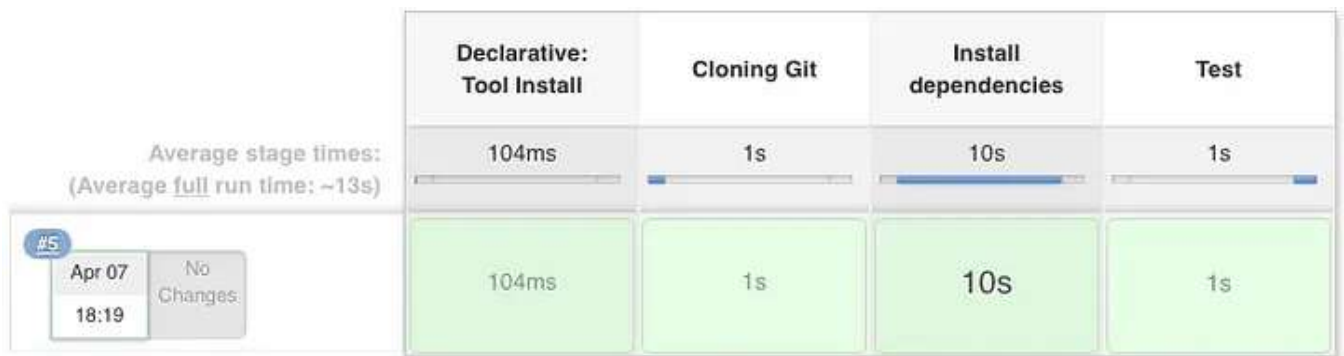 Declarative:
Tool Install
Cloning Git
Install
dependencies
Test
Average stage times:
(Average full run time: ~13s)
104ms
1s
10s
1s
#5
Apr 07
18:19
No
Changes
104ms
1s
10s
1s